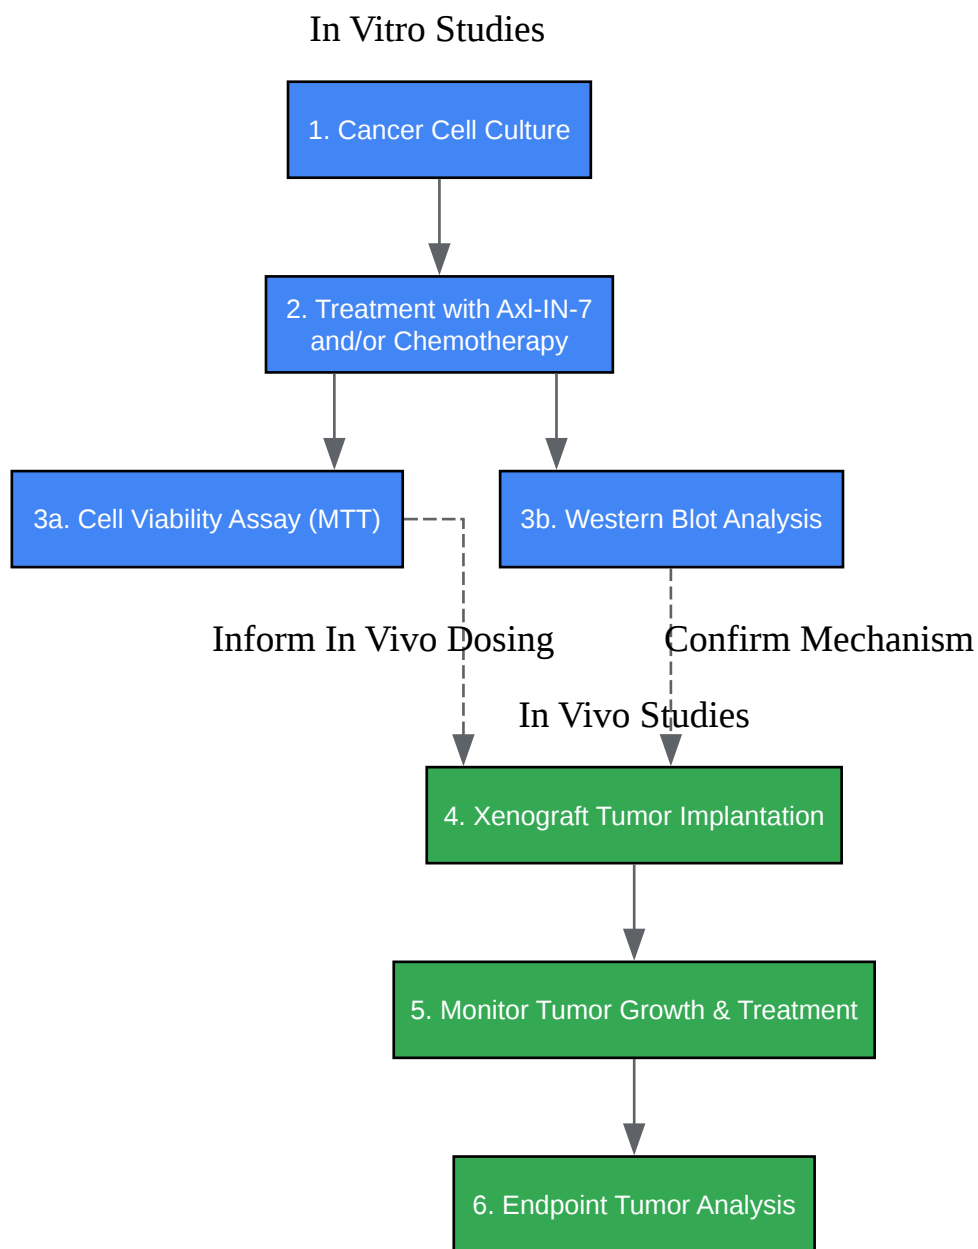 In Vitro Studies
1. Cancer Cell Culture
2. Treatment with Axl-IN-7
and/or Chemotherapy
3a. Cell Viability Assay (MTT)
3b. Western Blot Analysis
Inform In Vivo Dosing
Confirm Mechanism
In Vivo Studies
4. Xenograft Tumor Implantation
5. Monitor Tumor Growth & Treatment
6. Endpoint Tumor Analysis